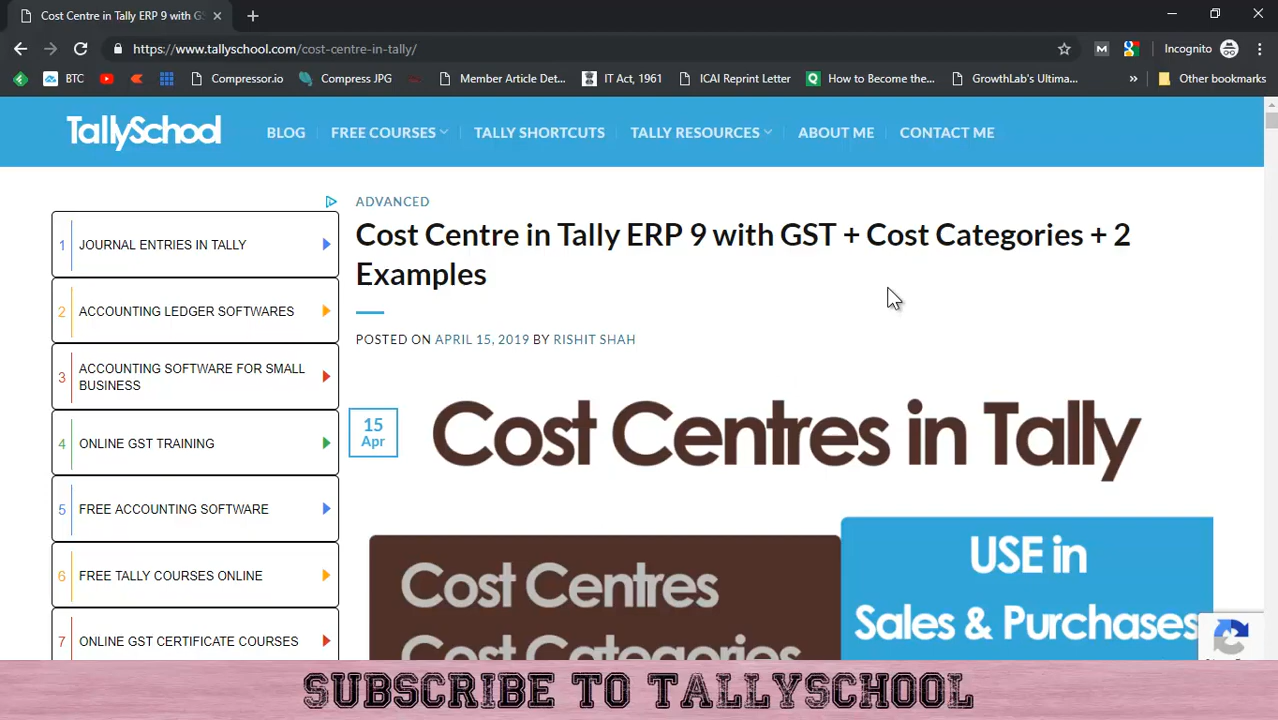 Cost Centre in Tally ERP 9 with GS
https://www.tallyschool.com/cost-centre-in-tally/
M
Incognito
BTC
Compressor.io
Compress JPG
Member Article Det...
IT Act, 1961
ICAI Reprint Letter
Q
How to Become the...
GrowthLab's Ultima...
»
Other bookmarks
TallySchool
BLOG
FREE COURSES
TALLY SHORTCUTS
TALLY RESOURCES
ABOUT ME
CONTACT ME
ADVANCED
Cost Centre in Tally ERP 9 with GST + Cost Categories + 2
Examples
POSTED ON APRIL 15, 2019 BY RISHIT SHAH
1 JOURNAL ENTRIES IN TALLY
2 ACCOUNTING LEDGER SOFTWARES
3 ACCOUNTING SOFTWARE FOR SMALL
BUSINESS
4 ONLINE GST TRAINING
5 FREE ACCOUNTING SOFTWARE
6 FREE TALLY COURSES ONLINE
7 ONLINE GST CERTIFICATE COURSES
15
Apr
Cost Centres in Tally
Cost Centres
Cost Categories
USE in
Sales & Purchases
SUBSCRIBE TO TALLYSCHOOL